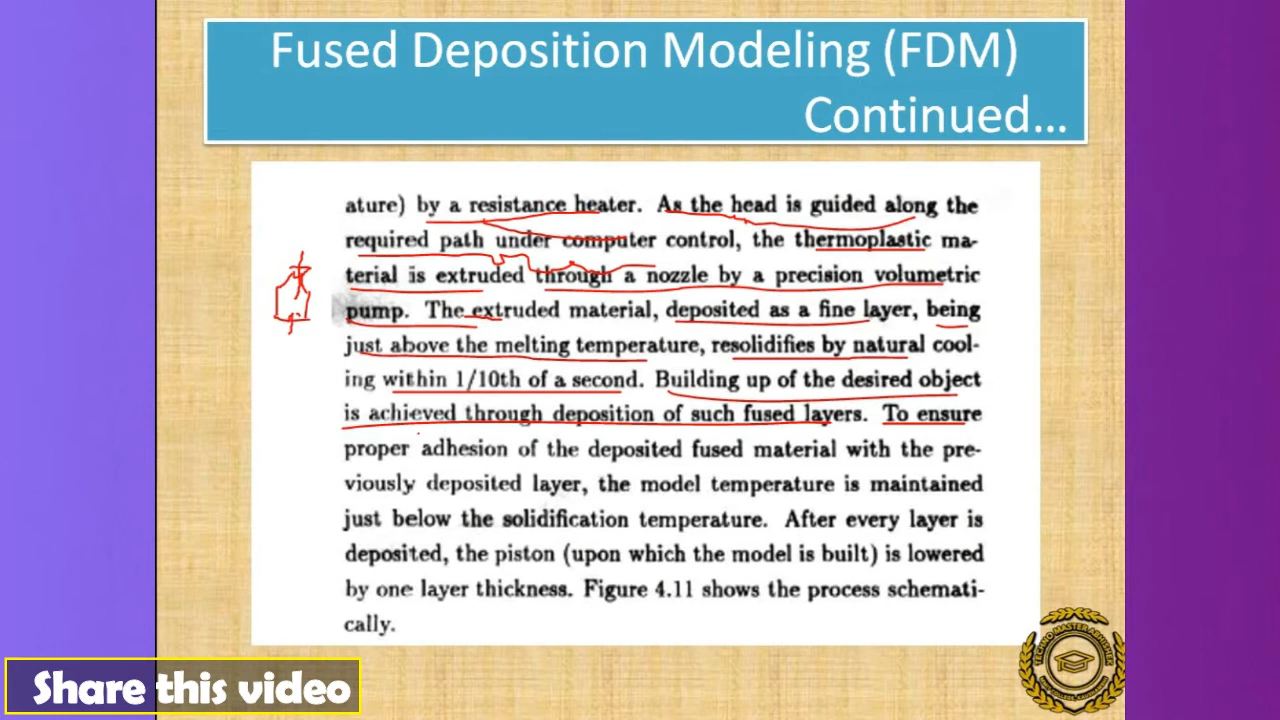 Fused Deposition Modeling (FDM)
Continued...
ature) by a resistance heater. As the head is guided along the
required path under computer control, the thermoplastic ma-
terial is extruded through a nozzle by a precision volumetric
pump. The extruded material, deposited as a fine layer, being
just above the melting temperature, resolidifies by natural cool-
ing within 1/10th of a second. Building up of the desired object
is achieved through deposition of such fused layers. To ensure
proper adhesion of the deposited fused material with the pre-
viously deposited layer, the model temperature is maintained
just below the solidification temperature. After every layer is
deposited, the piston (upon which the model is built) is lowered
by one layer thickness. Figure 4.11 shows the process schemati-
cally.
TECHNO MASTER ABHISHEK
Share this video